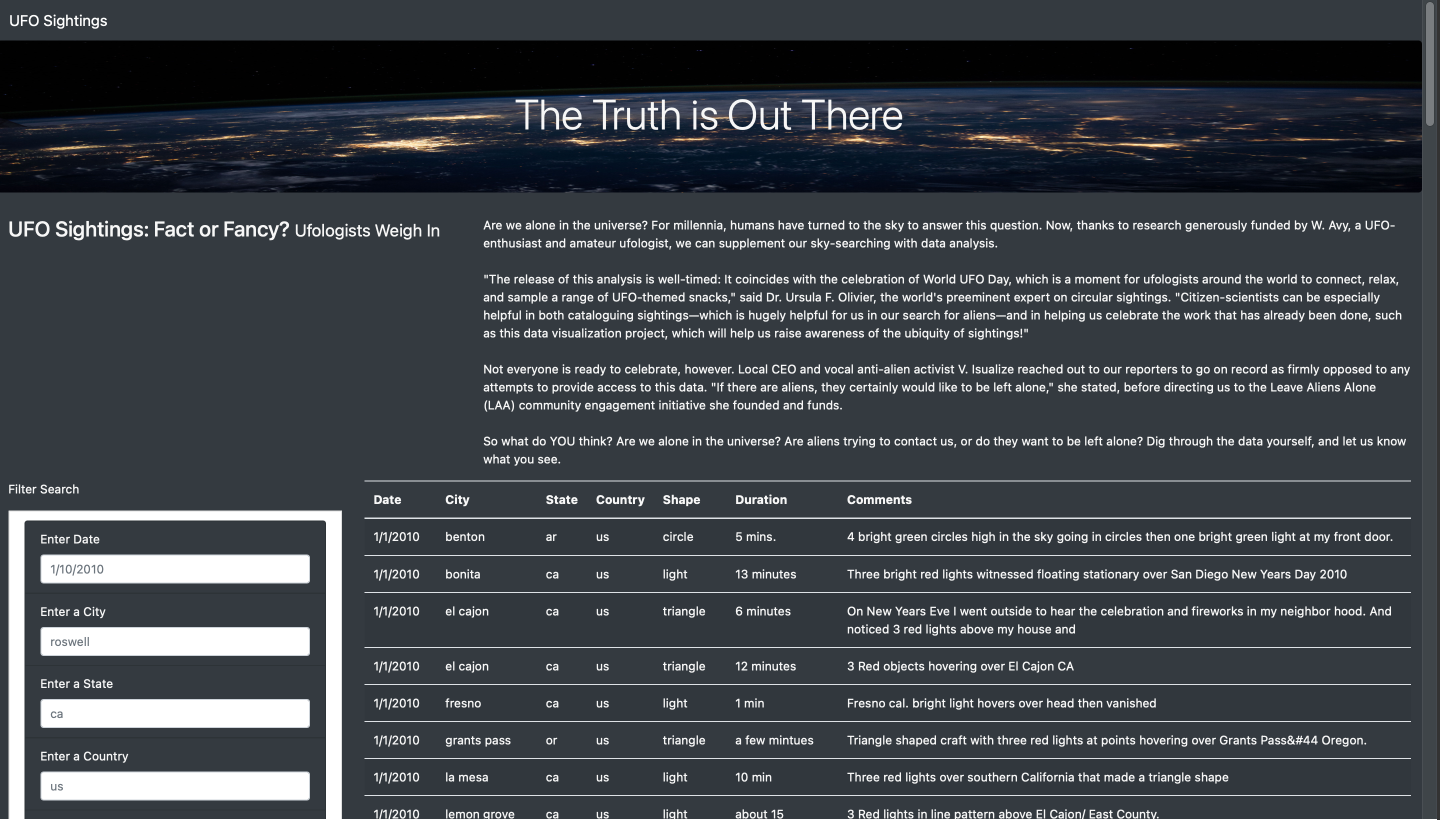 UFO Sightings
The Truth is Out There
UFO Sightings: Fact or Fancy? Ufologists Weigh In
Are we alone in the universe? For millennia, humans have turned to the sky to answer this question. Now, thanks to research generously funded by W. Avy, a UFO-
enthusiast and amateur ufologist, we can supplement our sky-searching with data analysis.
"The release of this analysis is well-timed: It coincides with the celebration of World UFO Day, which is a moment for ufologists around the world to connect, relax,
and sample a range of UFO-themed snacks," said Dr. Ursula F. Olivier, the world's preeminent expert on circular sightings. "Citizen-scientists can be especially
helpful in both cataloguing sightings—which is hugely helpful for us in our search for aliens—and in helping us celebrate the work that has already been done, such
as this data visualization project, which will help us raise awareness of the ubiquity of sightings!"
Not everyone is ready to celebrate, however. Local CEO and vocal anti-alien activist V. Isualize reached out to our reporters to go on record as firmly opposed to any
attempts to provide access to this data. "If there are aliens, they certainly would like to be left alone," she stated, before directing us to the Leave Aliens Alone
(LAA) community engagement initiative she founded and funds.
So what do YOU think? Are we alone in the universe? Are aliens trying to contact us, or do they want to be left alone? Dig through the data yourself, and let us know
what you see.
Filter Search
Enter Date
1/10/2010
Enter a City
roswell
Enter a State
ca
Enter a Country
us
Date City State Country Shape Duration Comments
1/1/2010 benton ar us circle 5 mins. 4 bright green circles high in the sky going in circles then one bright green light at my front door.
1/1/2010 bonita ca us light 13 minutes Three bright red lights witnessed floating stationary over San Diego New Years Day 2010
1/1/2010 el cajon ca us triangle 6 minutes On New Years Eve I went outside to hear the celebration and fireworks in my neighbor hood. And
noticed 3 red lights above my house and
1/1/2010 el cajon ca us triangle 12 minutes 3 Red objects hovering over El Cajon CA
1/1/2010 fresno ca us light 1 min Fresno cal. bright light hovers over head then vanished
1/1/2010 grants pass or us triangle a few mintues Triangle shaped craft with three red lights at points hovering over Grants Pass&#44 Oregon.
1/1/2010 la mesa ca us light 10 min Three red lights over southern California that made a triangle shape
1/1/2010 lemon grove ca us light about 15 3 Red lights in line pattern above El Cajon/ East County.